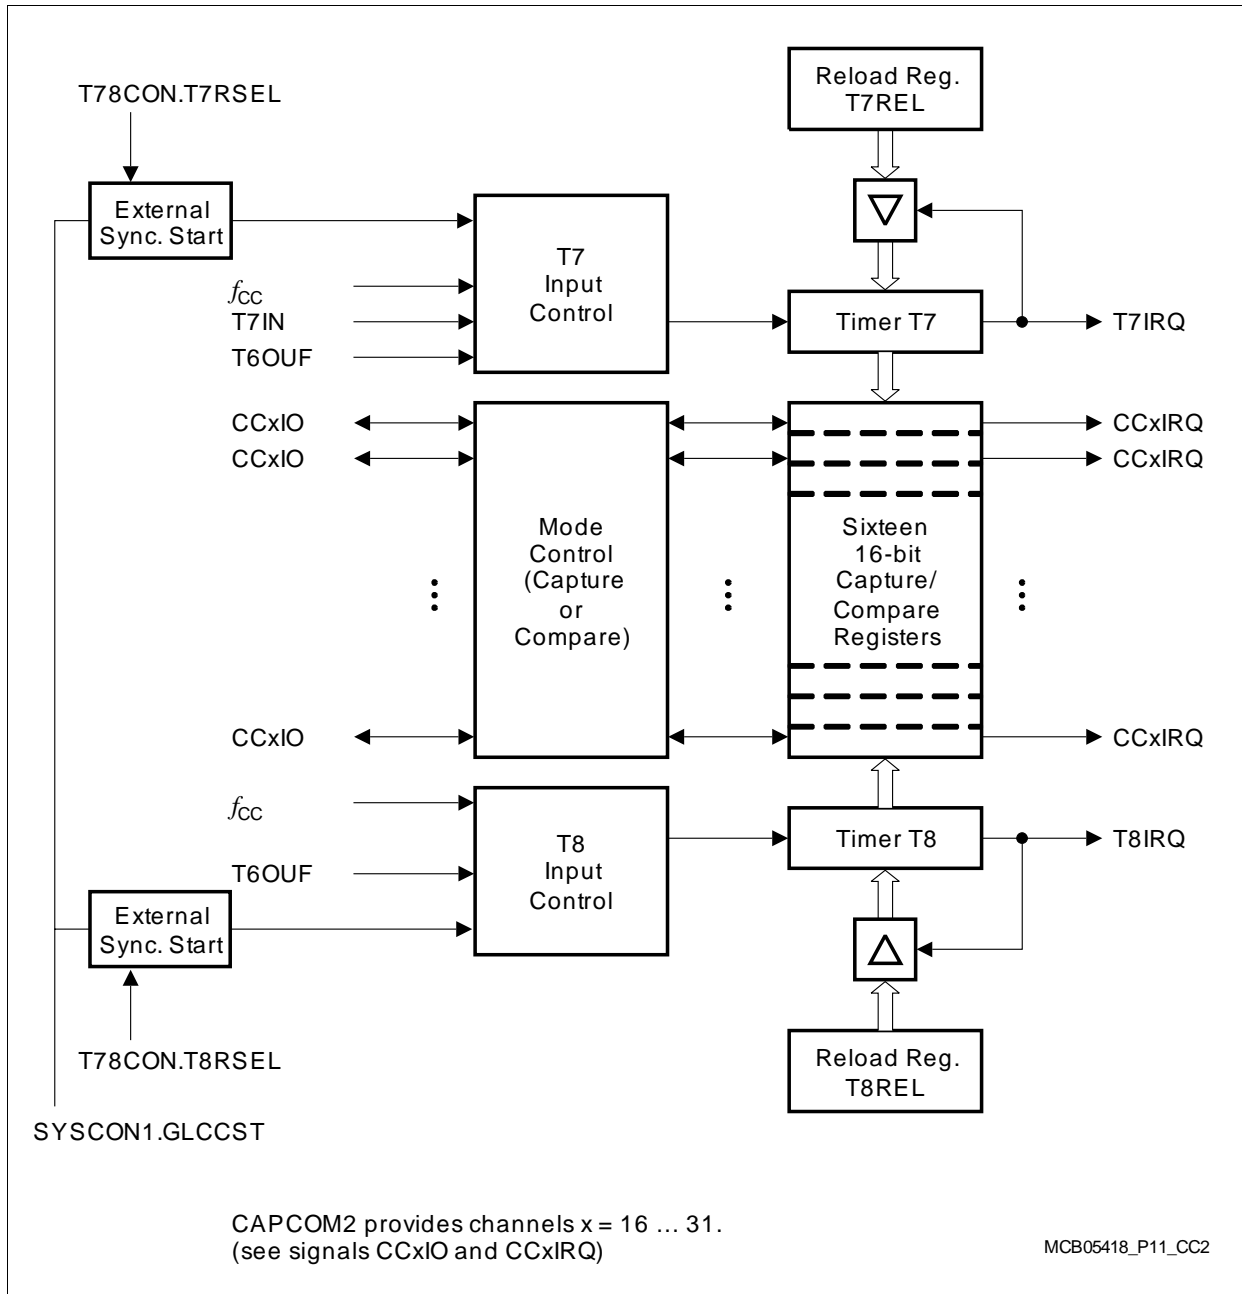 T78CON.T7RSEL
Reload Reg.
T7REL
External
Sync. Start
T7
Input
Control
fCC
T7IN
T6OUF
Timer T7
T7IRQ
CCxIO
CCxIO
CCxIRQ
CCxIRQ
Mode
Control
(Capture
or
Compare)
Sixteen
16-bit
Capture/
Compare
Registers
CCxIO
CCxIRQ
fCC
T6OUF
T8
Input
Control
Timer T8
T8IRQ
External
Sync. Start
T78CON.T8RSEL
Reload Reg.
T8REL
SYSCON1.GLCCST
CAPCOM2 provides channels x = 16 … 31.
(see signals CCxIO and CCxIRQ)
MCB05418_P11_CC2